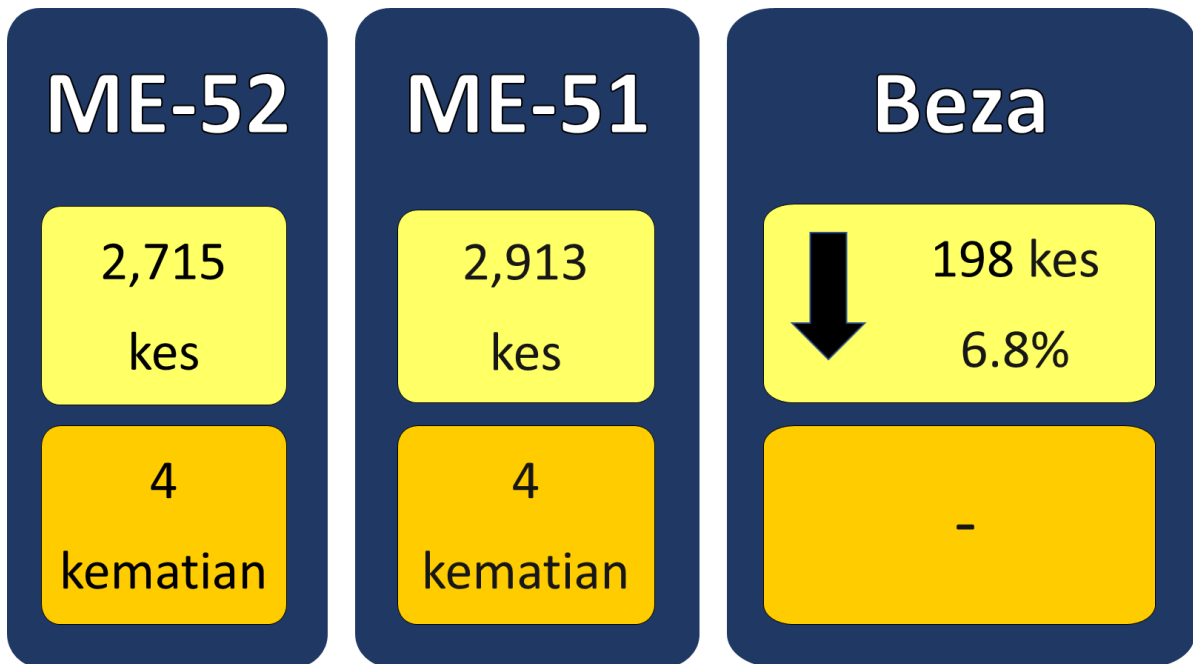 ME-52
2,715
kes
4
kematian
ME-51
2,913
kes
4
kematian
Beza
198 kes
6.8%
-